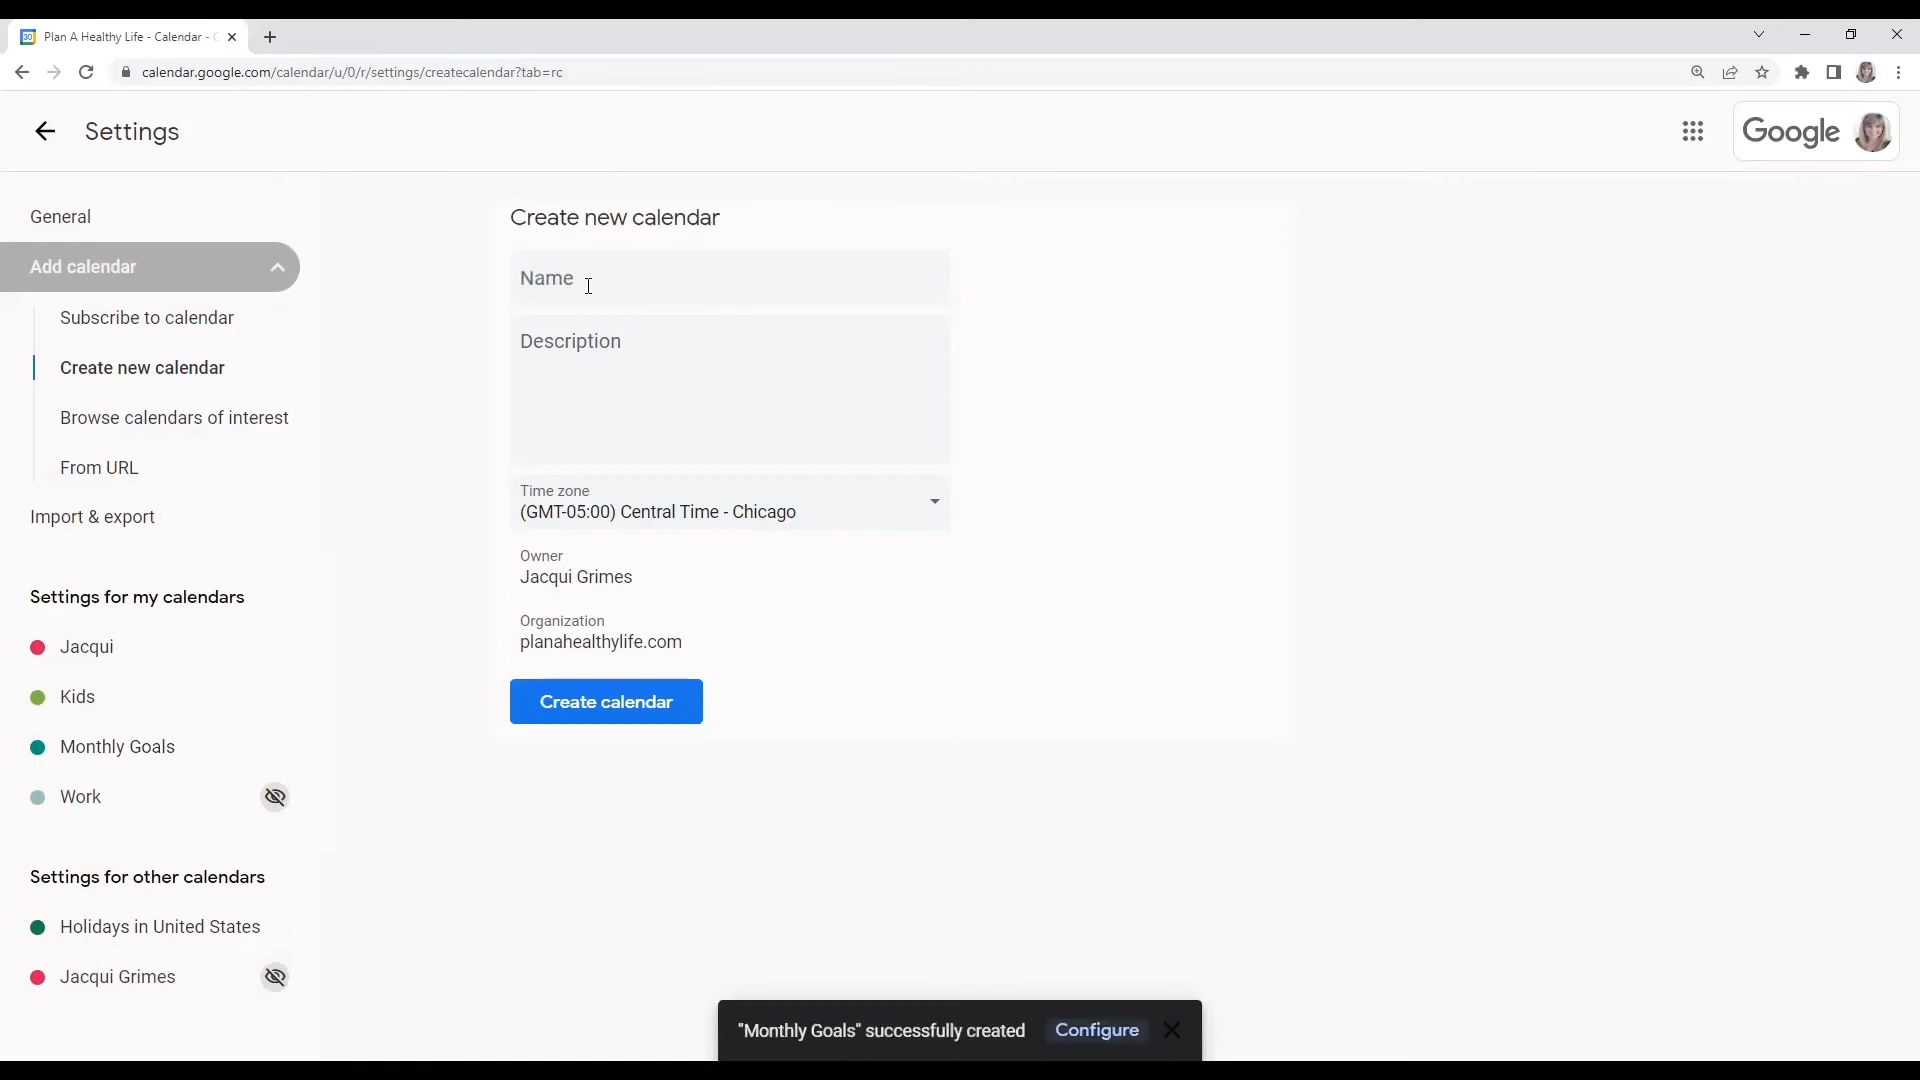 Plan A Healthy Life - Calendar -
calendar.google.com/calendar/u/0/r/settings/createcalendar?tab=rc
Settings
Google
General
Add calendar
Subscribe to calendar
Create new calendar
Browse calendars of interest
From URL
Import & export
Settings for my calendars
Jacqui
Kids
Monthly Goals
Work
Settings for other calendars
Holidays in United States
Jacqui Grimes
Create new calendar
Name
Description
Time zone
(GMT-05:00) Central Time - Chicago
Owner
Jacqui Grimes
Organization
planahealthylife.com
Create calendar
"Monthly Goals" successfully created Configure